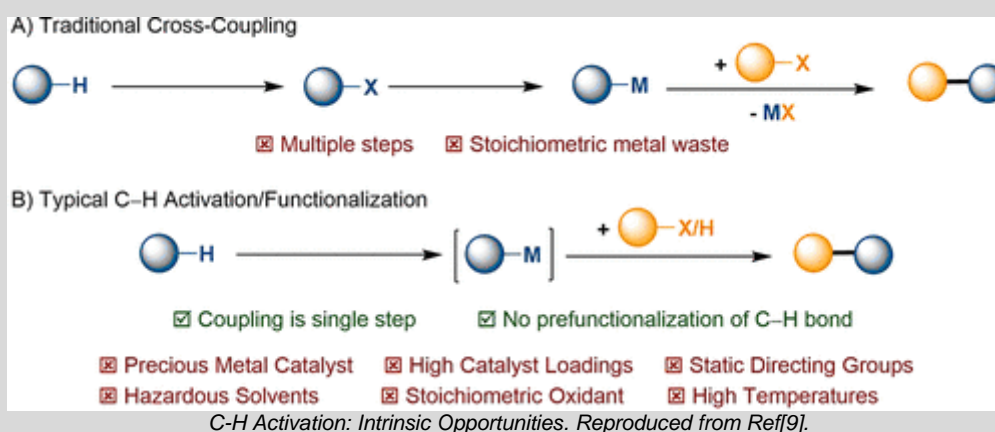 A) Traditional Cross-Coupling
H X M + X - MX
Multiple steps Stoichiometric metal waste
B) Typical C–H Activation/Functionalization
H M + X/H
Coupling is single step No prefunctionalization of C–H bond
Precious Metal Catalyst High Catalyst Loadings Static Directing Groups
Hazardous Solvents Stoichiometric Oxidant High Temperatures
C-H Activation: Intrinsic Opportunities. Reproduced from Ref[9].